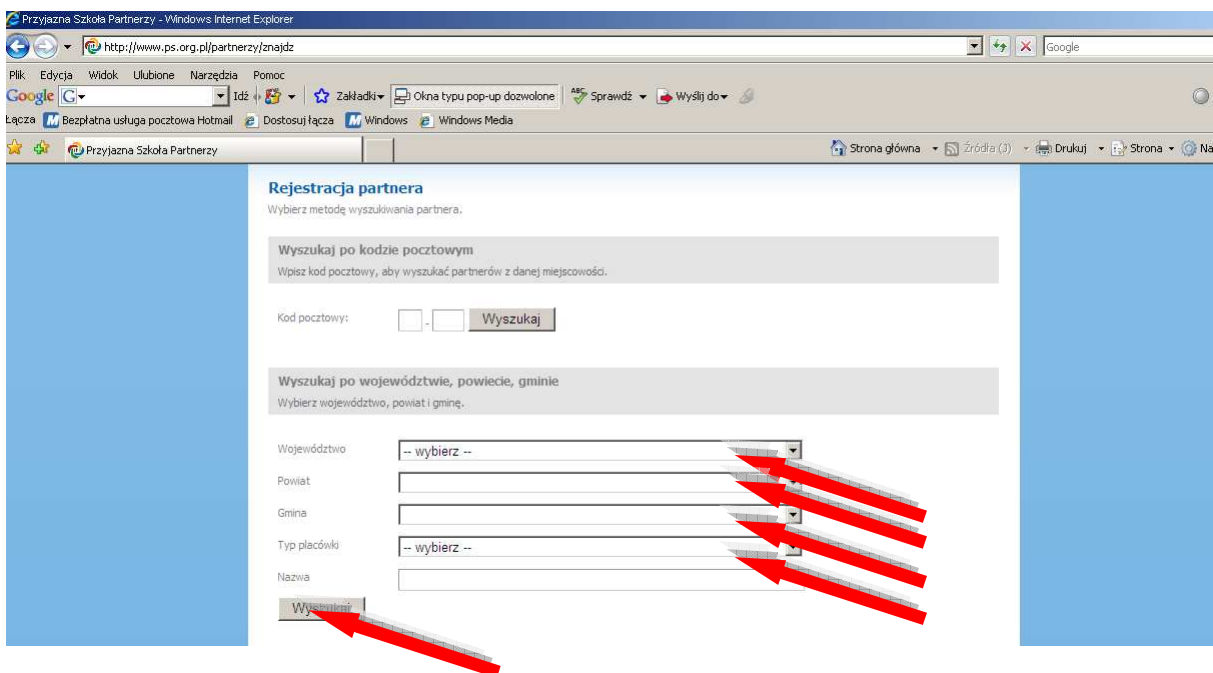 Przyjazna Szkoła Partnerzy - Windows Internet Explorer
http://www.ps.org.pl/partnerzy/znajdz
Google
Plik Edycja Widok Ulubione Narzędzia Pomoc
Google G Idź Zakładki Okna typu pop-up dozwolone ABC Sprawdź Wyślij do
Łącza Bezpłatna usługa pocztowa Hotmail Dostosuj łącza Windows Windows Media
Przyjazna Szkoła Partnerzy Strona główna Źródła (J) Drukuj Strona Na
Rejestracja partnera
Wybierz metodę wyszukiwania partnera.
Wyszukaj po kodzie pocztowym
Wpisz kod pocztowy, aby wyszukać partnerów z danej miejscowości.
Kod pocztowy: - Wyszukaj
Wyszukaj po województwie, powiecie, gminie
Wybierz województwo, powiat i gminę.
Województwo -- wybierz --
Powiat
Gmina
Typ placówki -- wybierz --
Nazwa
Wyszukaj